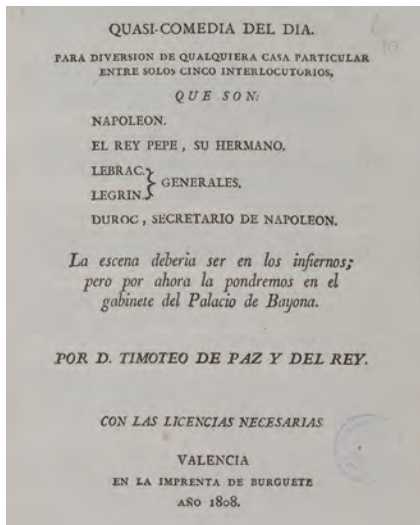 QUASI-COMEDIA DEL DIA.
PARA DIVERSION DE QUALQUIERA CASA PARTICULAR
ENTRE SOLOS CINCO INTERLOCUTORIOS,
QUE SON:
NAPOLEON.
EL REY PEPE, SU HERMANO.
LEBRAC.
GENERALES.
LEGRIN.
DUROC, SECRETARIO DE NAPOLEON.
La escena deberia ser en los infiernos;
pero por ahora la pondremos en el
gabinete del Palacio de Bayona.
POR D. TIMOTEO DE PAZ Y DEL REY.
CON LAS LICENCIAS NECESARIAS
VALENCIA
EN LA IMPRENTA DE BURGUETE
AÑO 1808.